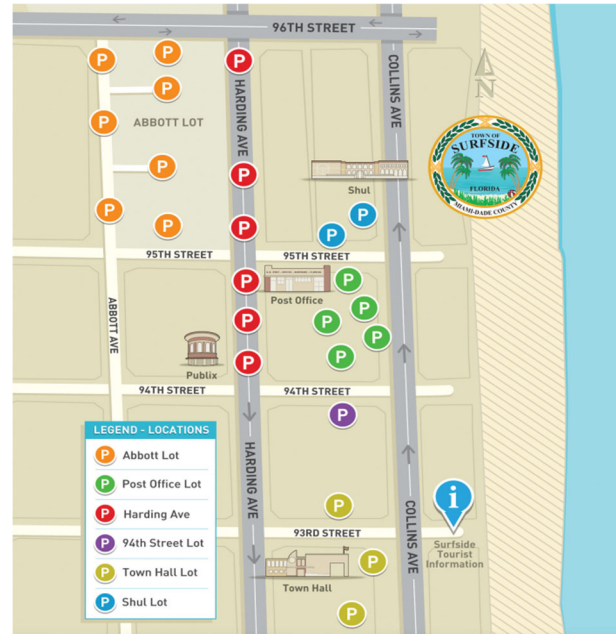 96TH STREET
P
P
P
P
HARDING AVE
COLLINS AVE
N
P
P
ABBOTT LOT
TOWN OF
SURFSIDE
FLORIDA
MIAMI-DADE COUNTY
P
P
Shul
P
P
P
P
P
95TH STREET
95TH STREET
P
P
Post Office
P
P
P
P
ABBOTT AVE
Publix
P
P
94TH STREET
94TH STREET
P
LEGEND - LOCATIONS
P Abbott Lot
P Post Office Lot
P Harding Ave
P 94th Street Lot
P Town Hall Lot
P Shul Lot
HARDING AVE
COLLINS AVE
P
i
93RD STREET
Surfside
Tourist
Information
P
Town Hall
P